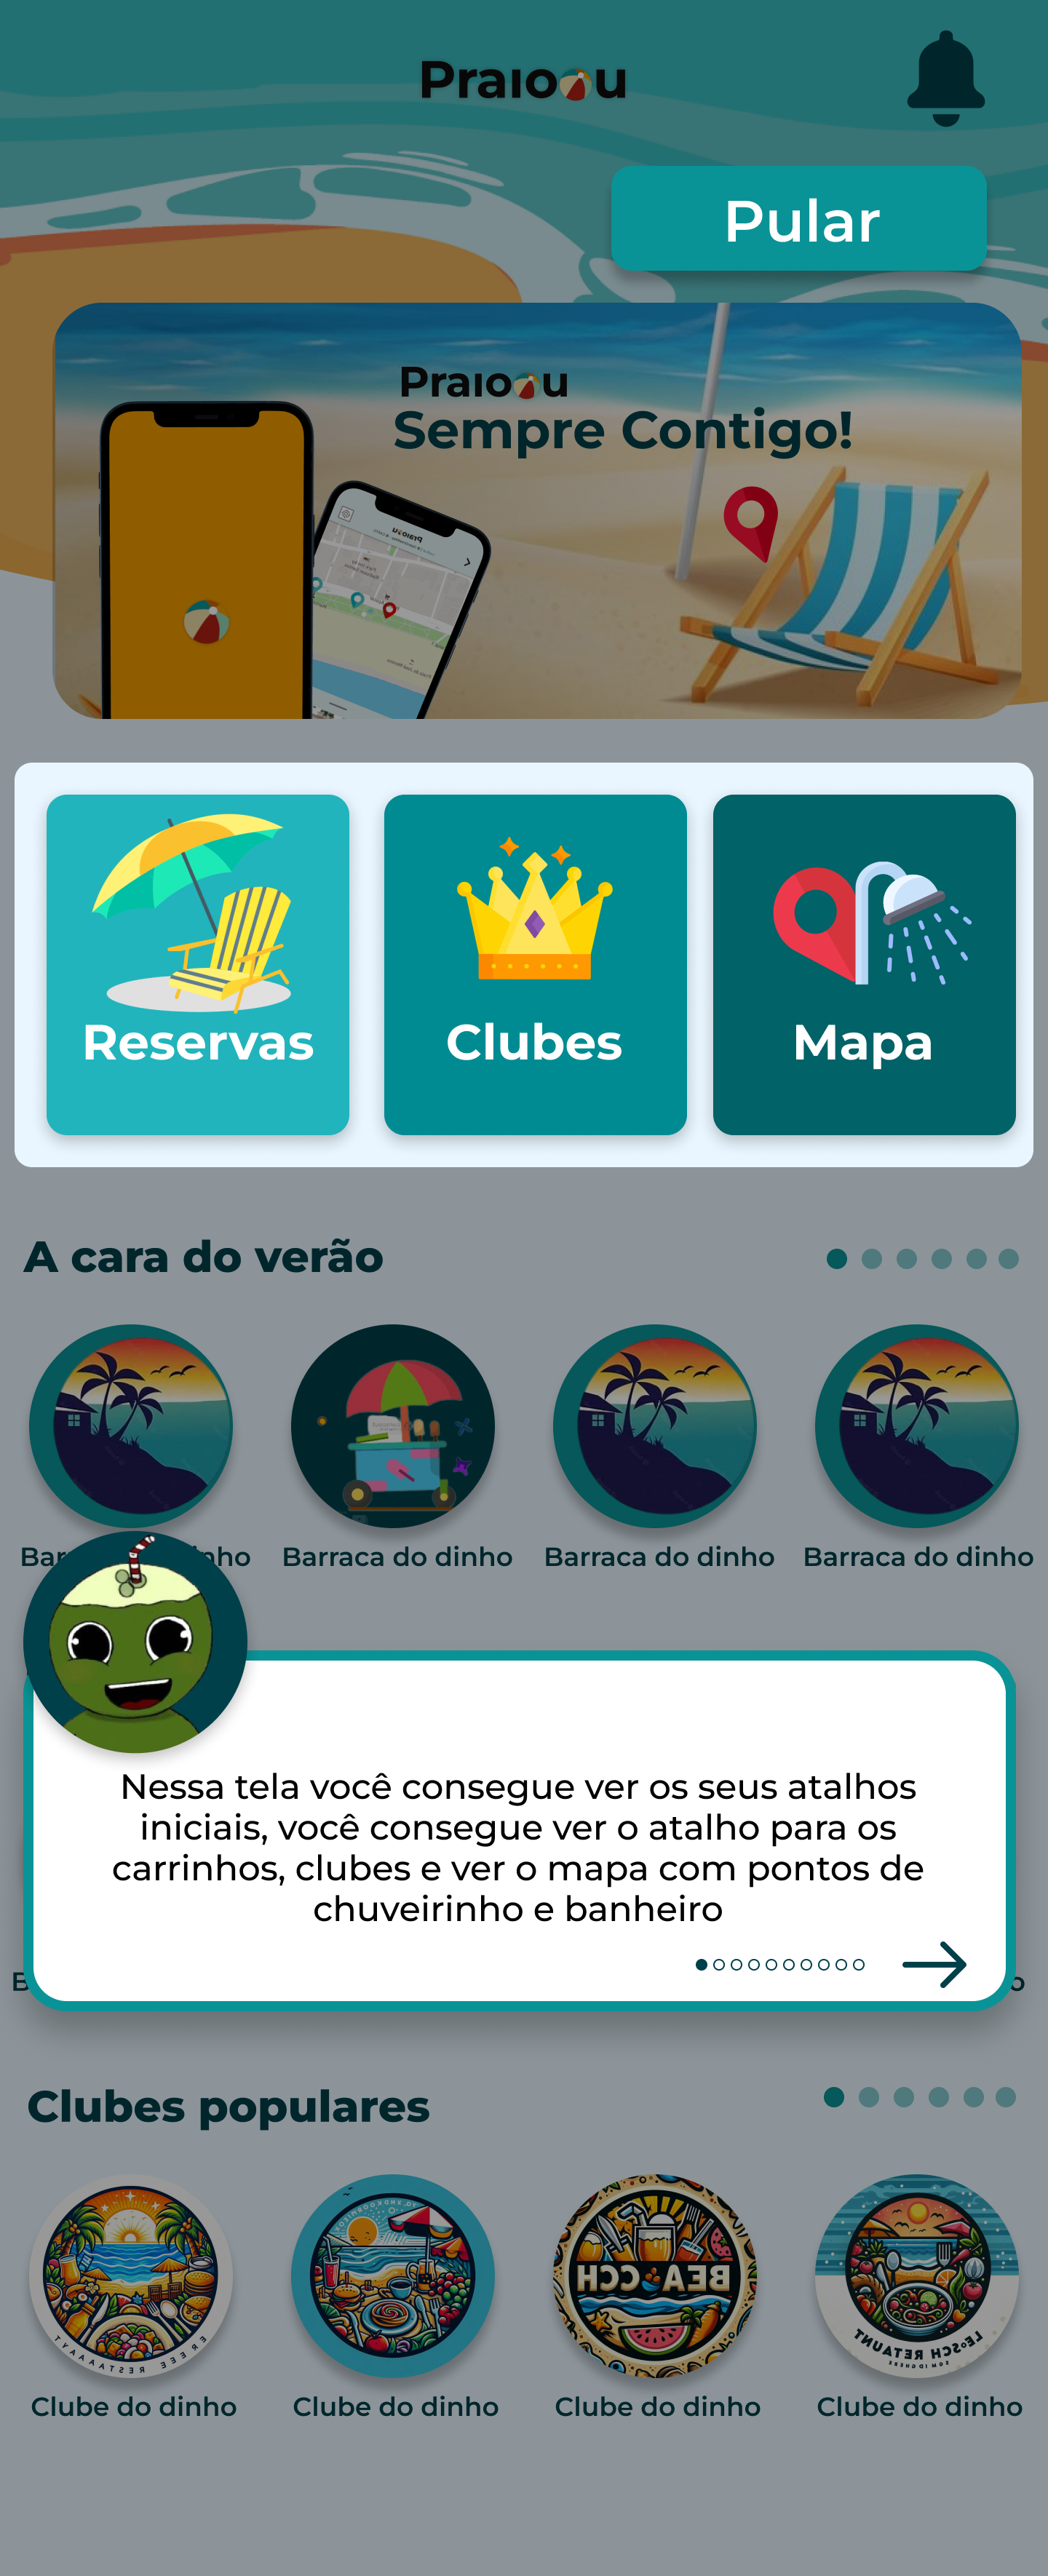 Praiou
Pular
Praiou
Sempre Contigo!
Reservas
Clubes
Mapa
A cara do verão
Barraca do dinho
Barraca do dinho
Barraca do dinho
Nessa tela você consegue ver os seus atalhos
iniciais, você consegue ver o atalho para os
carrinhos, clubes e ver o mapa com pontos de
chuveirinho e banheiro
Clubes populares
BEA CCH
Clube do dinho
Clube do dinho
Clube do dinho
Clube do dinho